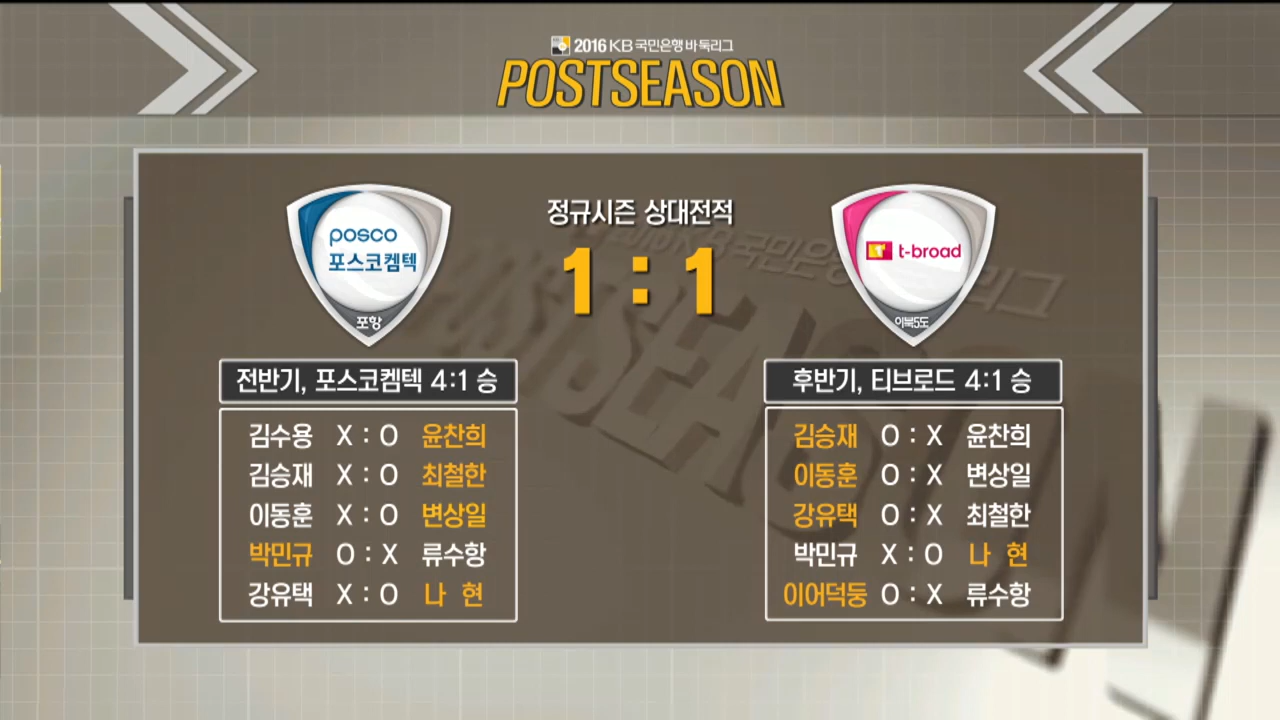 2016 KB국민은행 바둑리그
POSTSEASON
정규시즌 상대전적
1 : 1
posco
포스코켐텍
포항
t-broad
이북5도
전반기, 포스코켐텍 4:1 승
김수용 X : O 윤찬희
김승재 X : O 최철한
이동훈 X : O 변상일
박민규 O : X 류수항
강유택 X : O 나 현
후반기, 티브로드 4:1 승
김승재 O : X 윤찬희
이동훈 O : X 변상일
강유택 O : X 최철한
박민규 X : O 나 현
이어덕둥 O : X 류수항